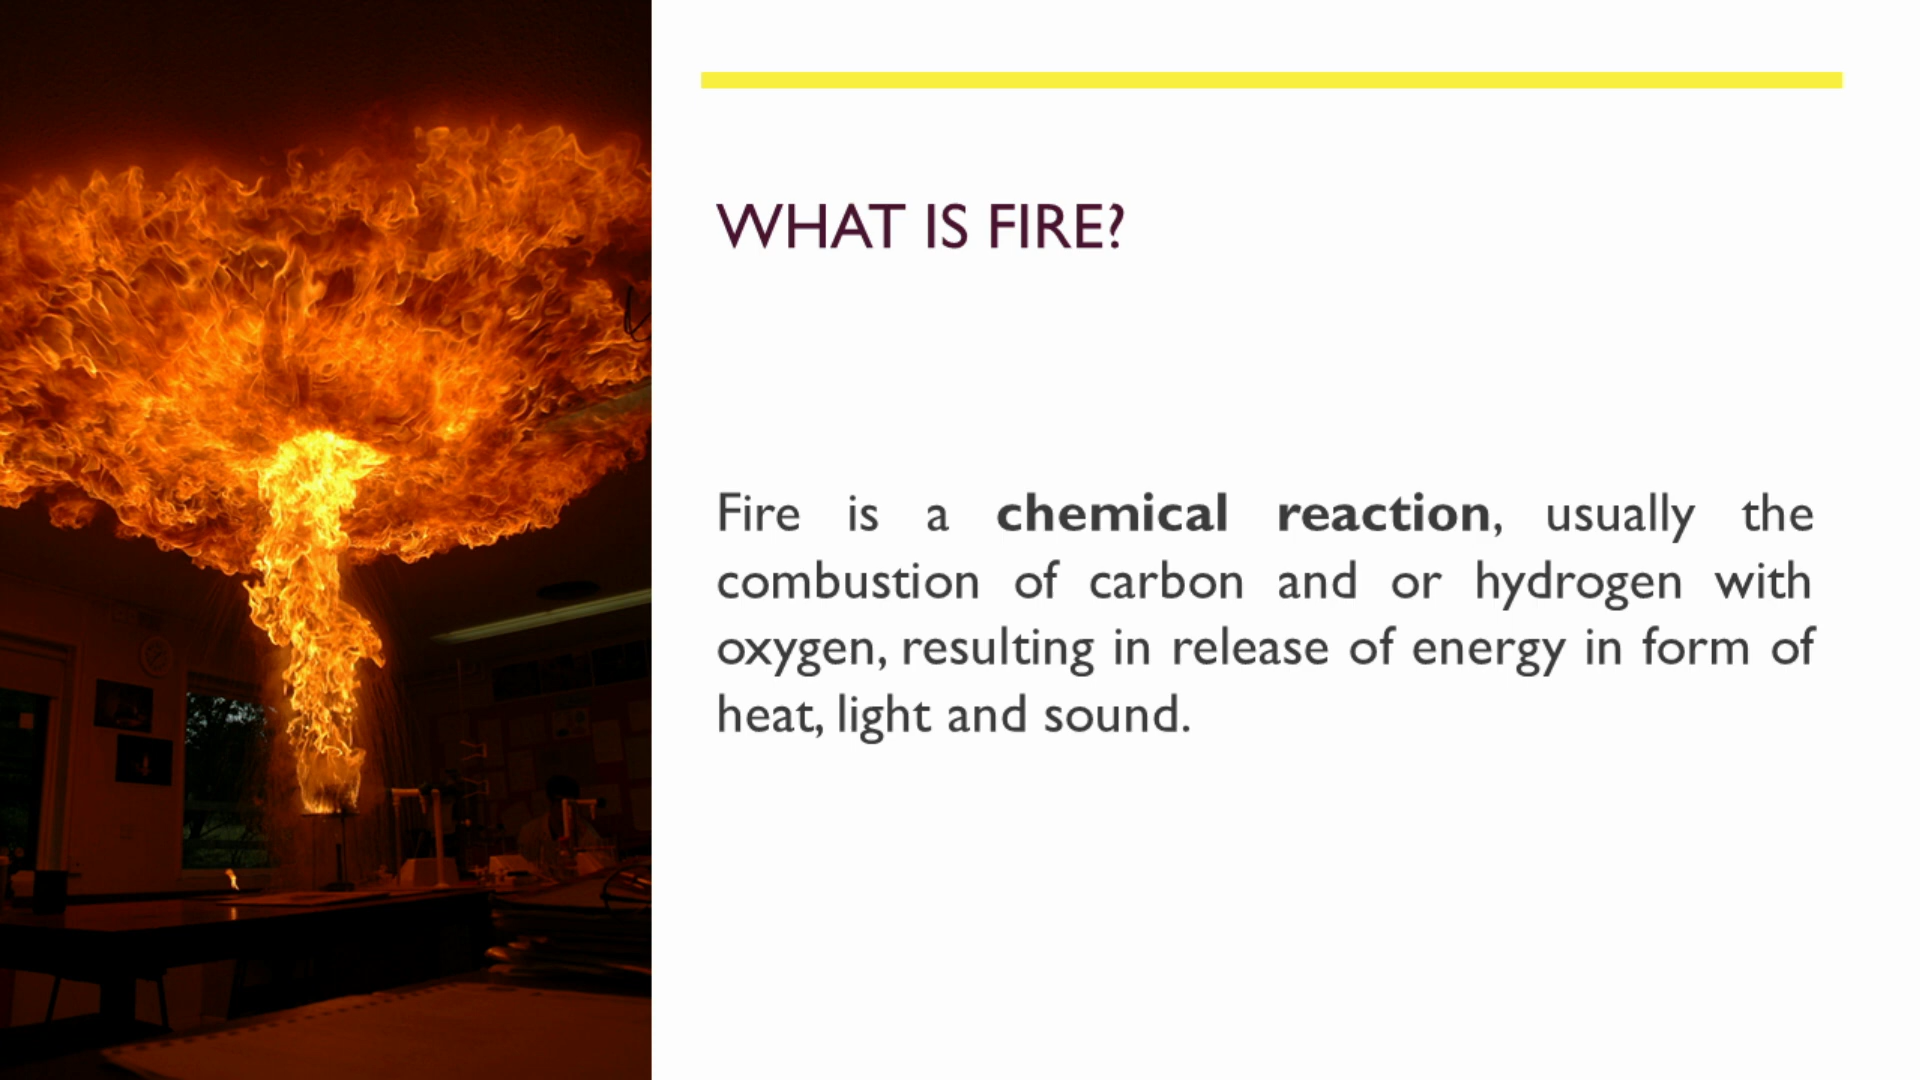 WHAT IS FIRE?
Fire is a chemical reaction, usually the
combustion of carbon and or hydrogen with
oxygen, resulting in release of energy in form of
heat, light and sound.